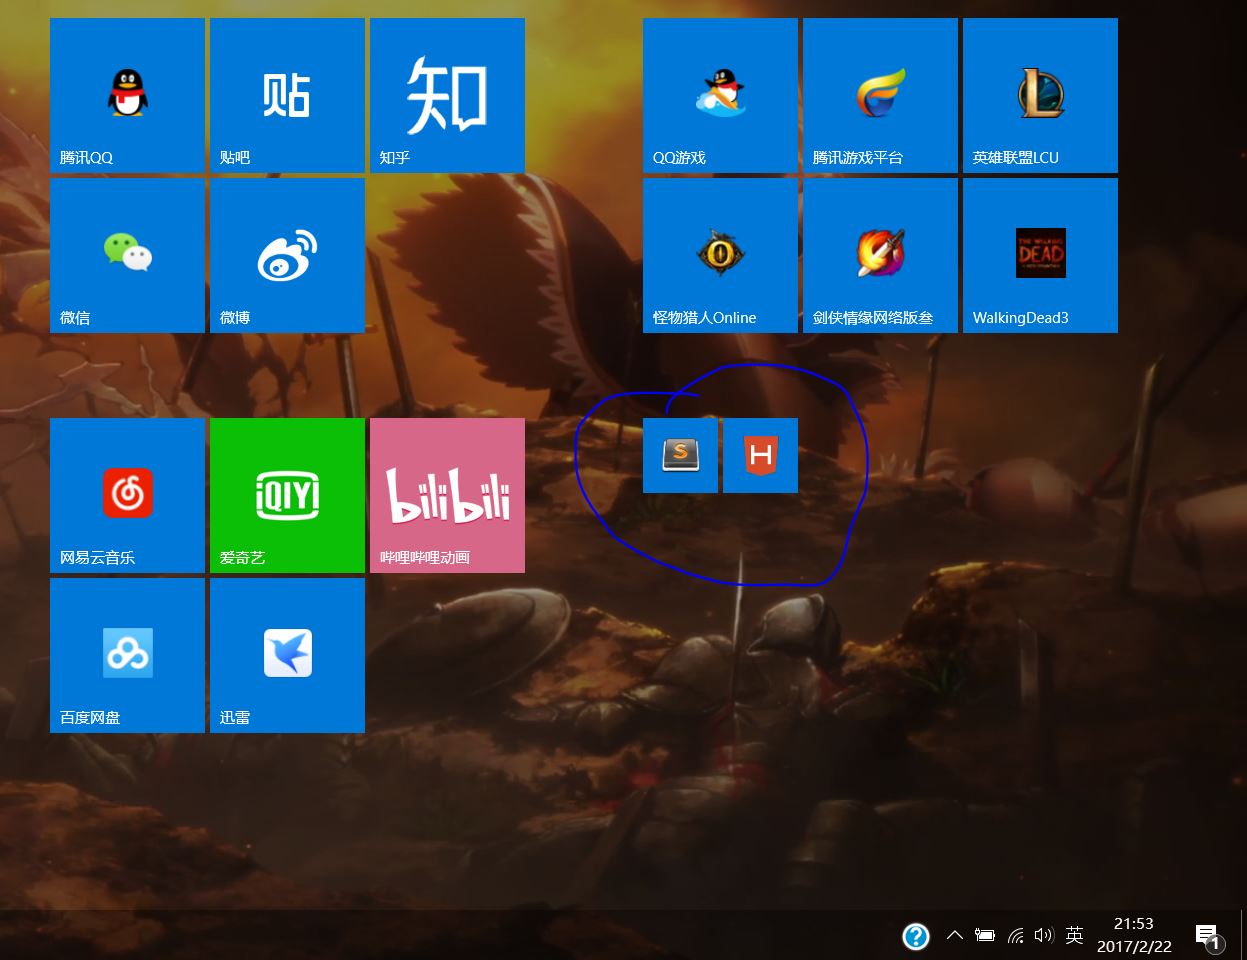 贴
知
腾讯QQ
贴吧
知乎
QQ游戏
腾讯游戏平台
英雄联盟LCU
微信
微博
O
THE WALKING
DEAD
怪物猎人Online
剑侠情缘网络版叁
WalkingDead3
S
H
iQIYI
bilibili
网易云音乐
爱奇艺
哔哩哔哩动画
百度网盘
迅雷
?
英
21:53
2017/2/22
1